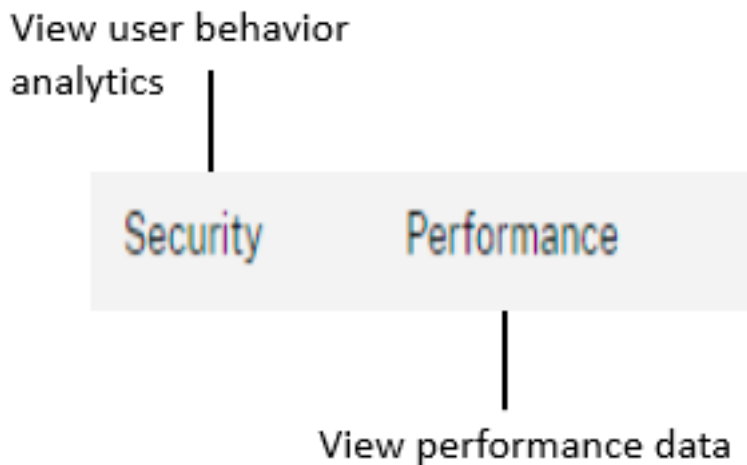 View user behavior
analytics
Security Performance
View performance data